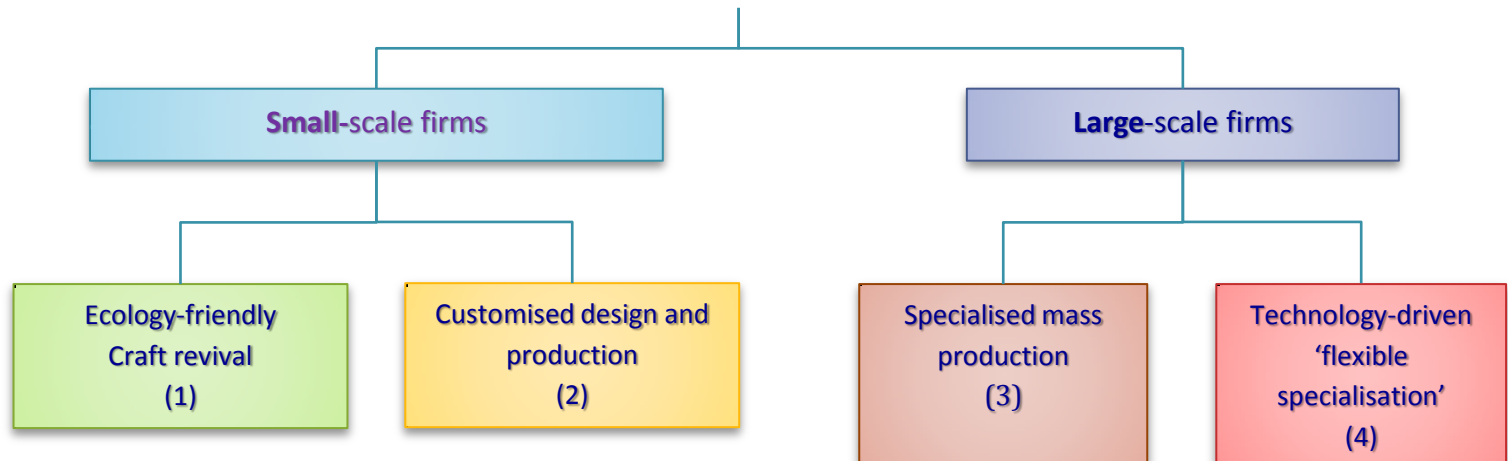 Small-scale firms
Large-scale firms
Ecology-friendly
Craft revival
(1)
Customised design and
production
(2)
Specialised mass
production
(3)
Technology-driven
‘flexible
specialisation’
(4)